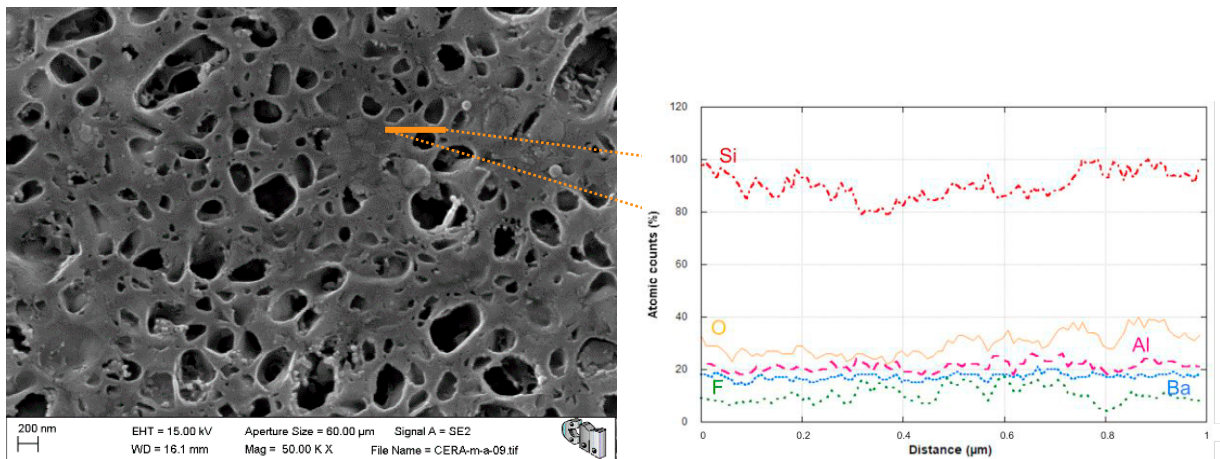 200 nm
EHT = 15.00 kV Aperture Size = 60.00 µm Signal A = SE2
WD = 16.1 mm Mag = 50.00 K X File Name = CERA-m-a-09.tif
Atomic counts (%)
120
100
80
60
40
20
0
Si
O
Al
F
Ba
0 0.2 0.4 0.6 0.8 1
Distance (µm)